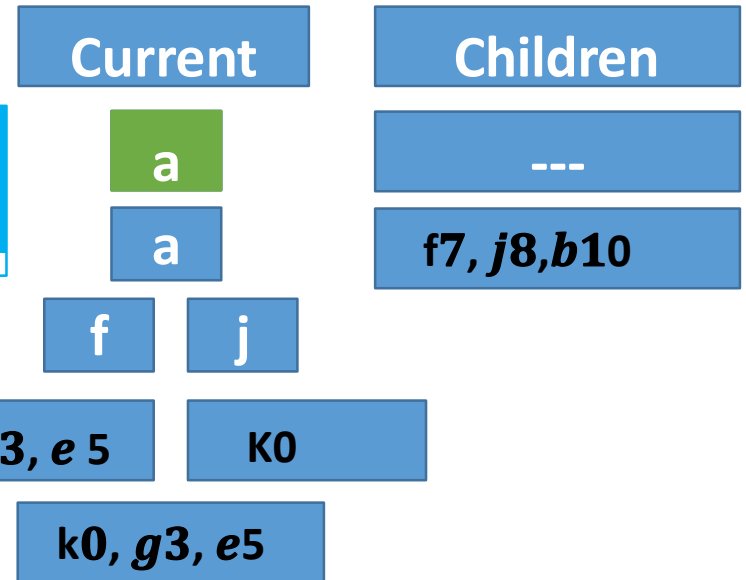 Current Children
a ---
a f7, j8,b10
f j
3, e 5 K0
k0, g3, e5